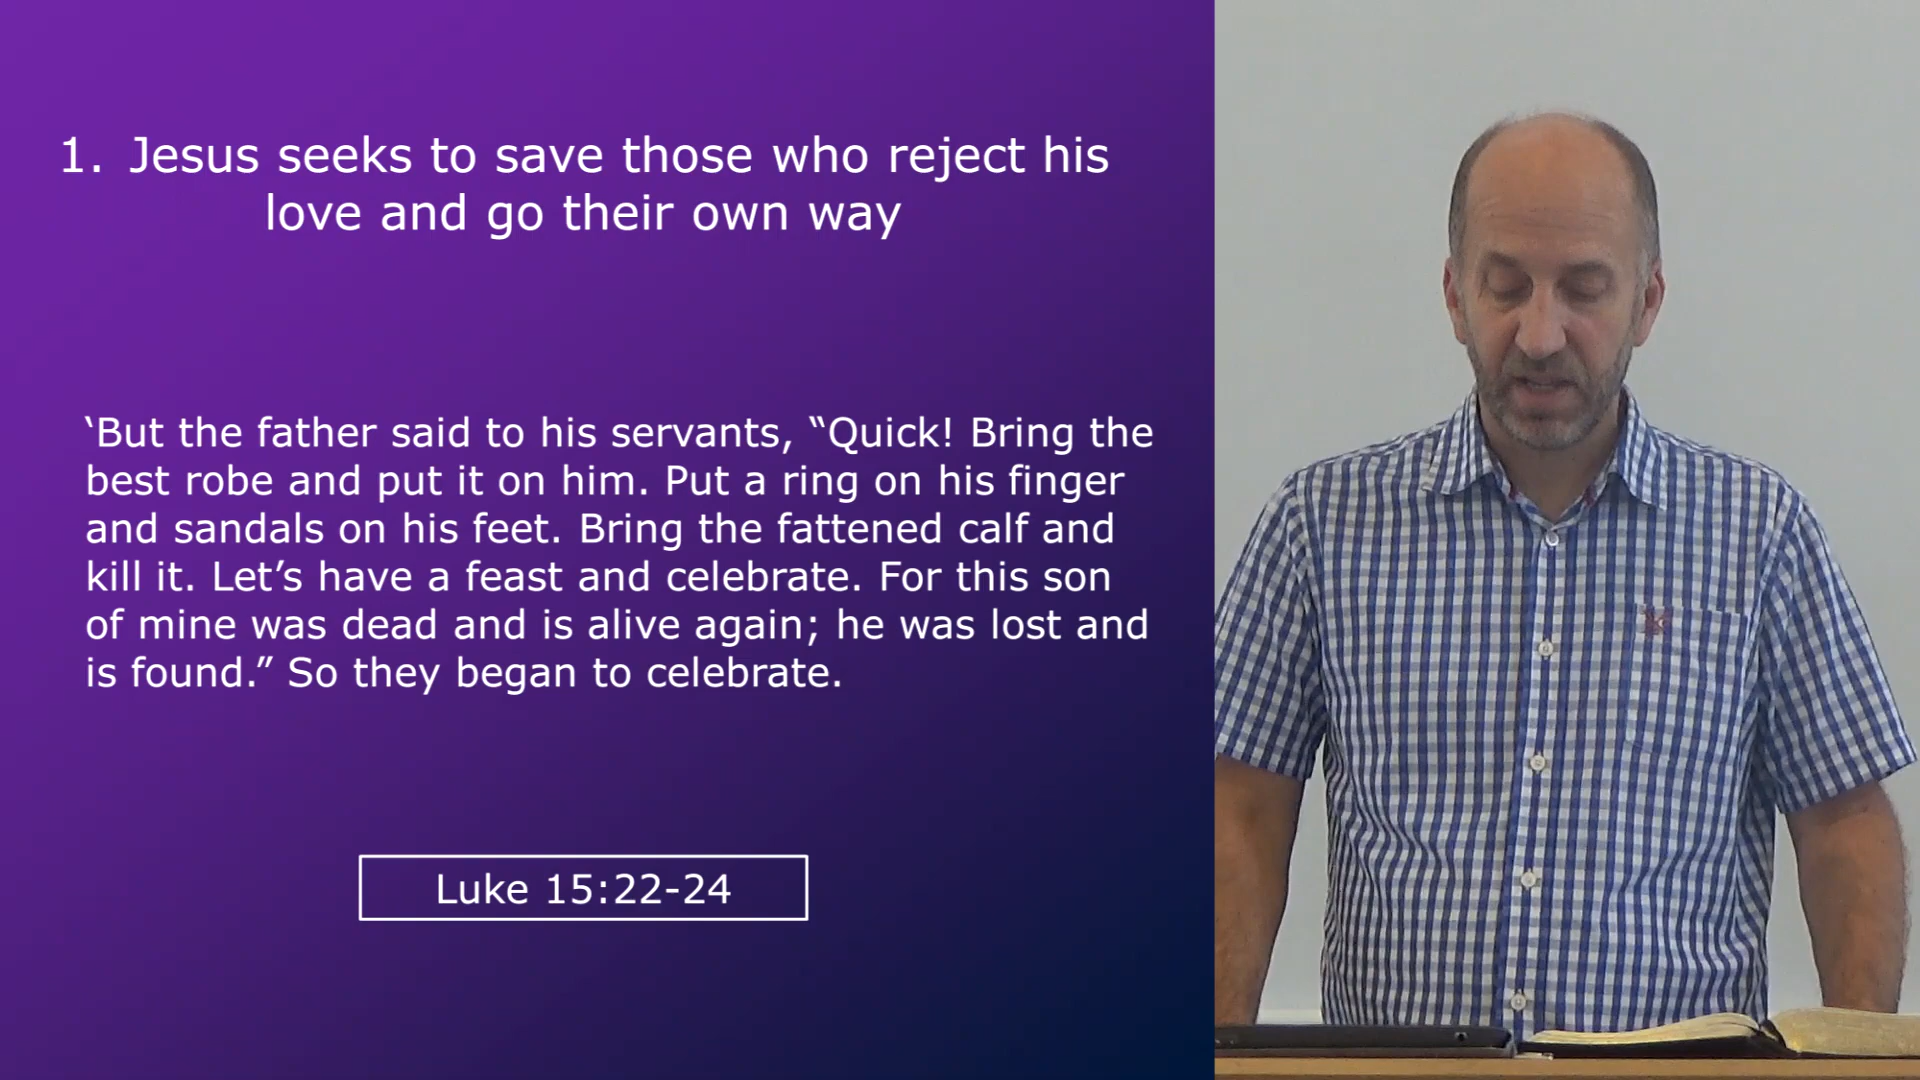 1. Jesus seeks to save those who reject his
love and go their own way
‘But the father said to his servants, “Quick! Bring the
best robe and put it on him. Put a ring on his finger
and sandals on his feet. Bring the fattened calf and
kill it. Let’s have a feast and celebrate. For this son
of mine was dead and is alive again; he was lost and
is found.” So they began to celebrate.
Luke 15:22-24